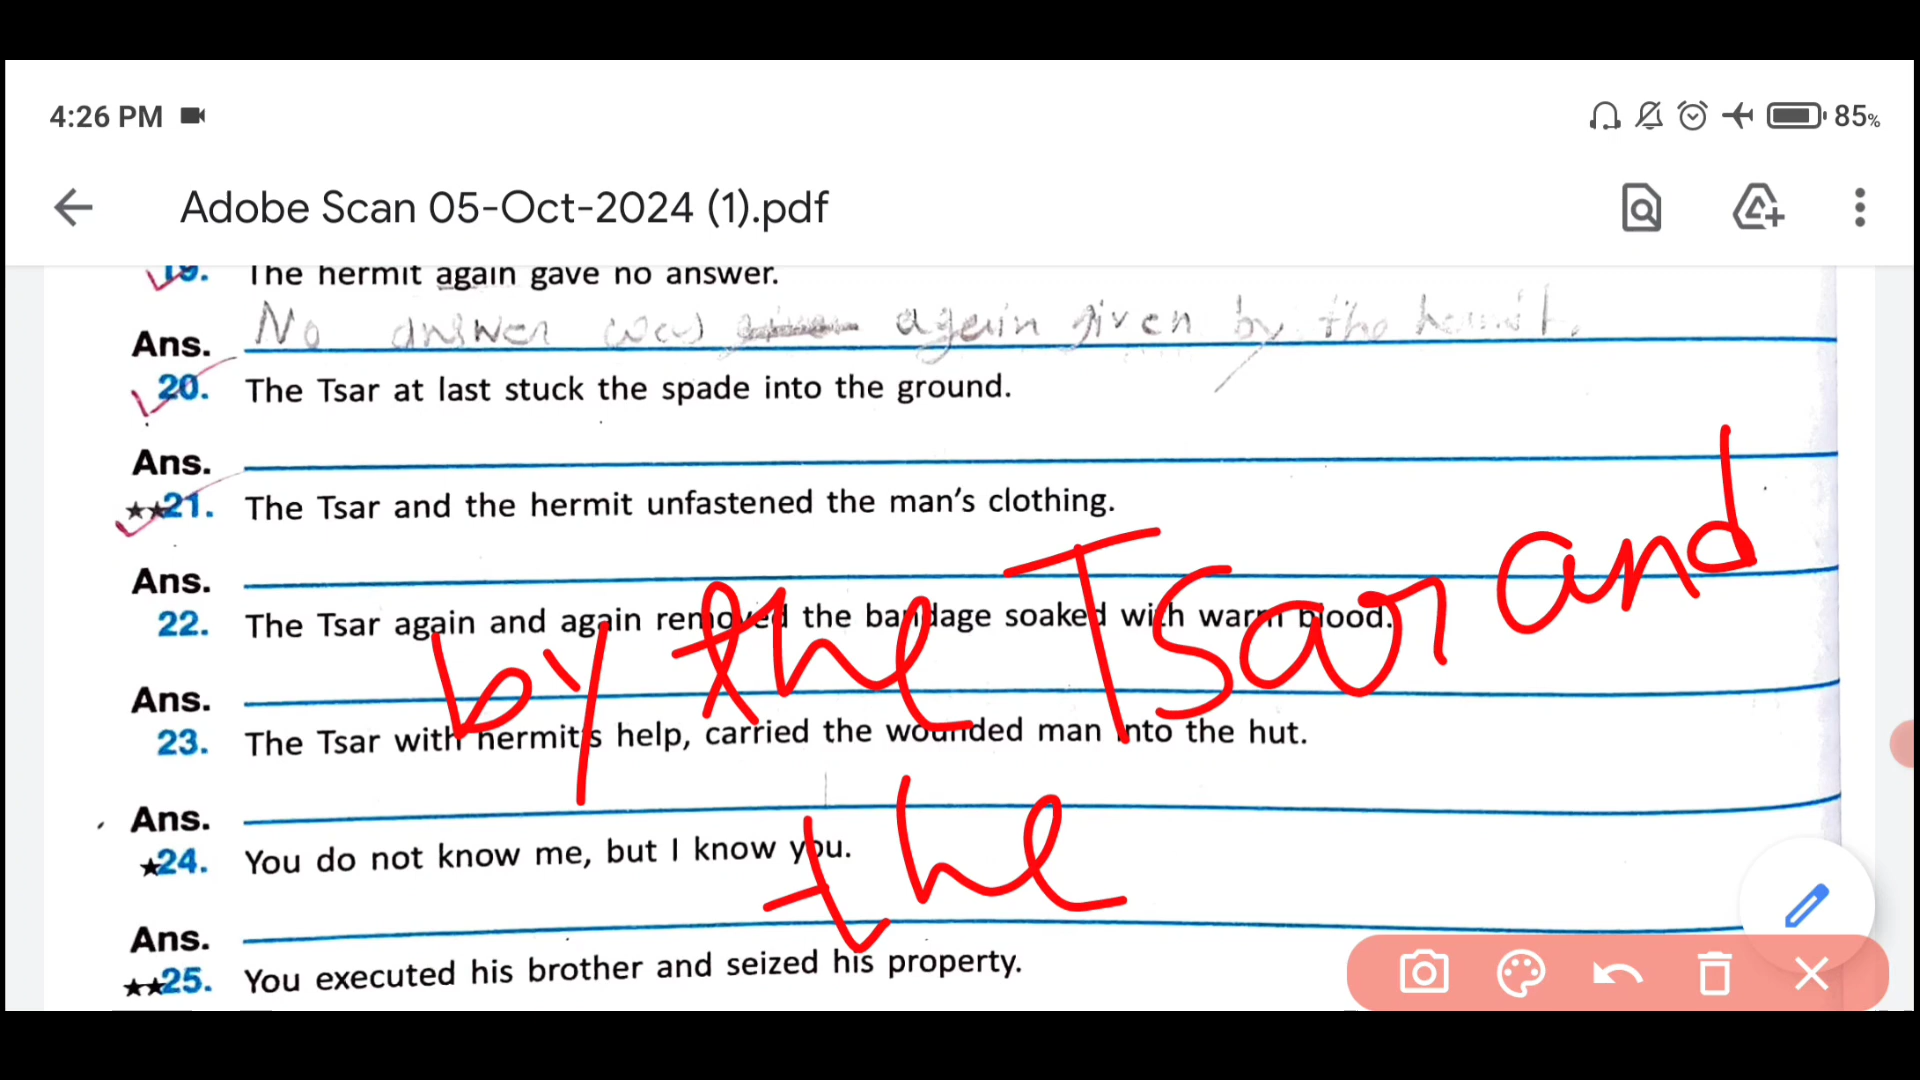 4:26 PM 85%
Adobe Scan 05-Oct-2024 (1).pdf
19. The hermit again gave no answer.
Ans. No answer was again given by the hermit.
20. The Tsar at last stuck the spade into the ground.
Ans.
★★21. The Tsar and the hermit unfastened the man's clothing.
Ans.
22. The Tsar again and again removed the bandage soaked with warm blood.
by the Tsar and
Ans.
23. The Tsar with hermit's help, carried the wounded man into the hut.
Ans.
★24. You do not know me, but I know you.
the
Ans.
★★25. You executed his brother and seized his property.